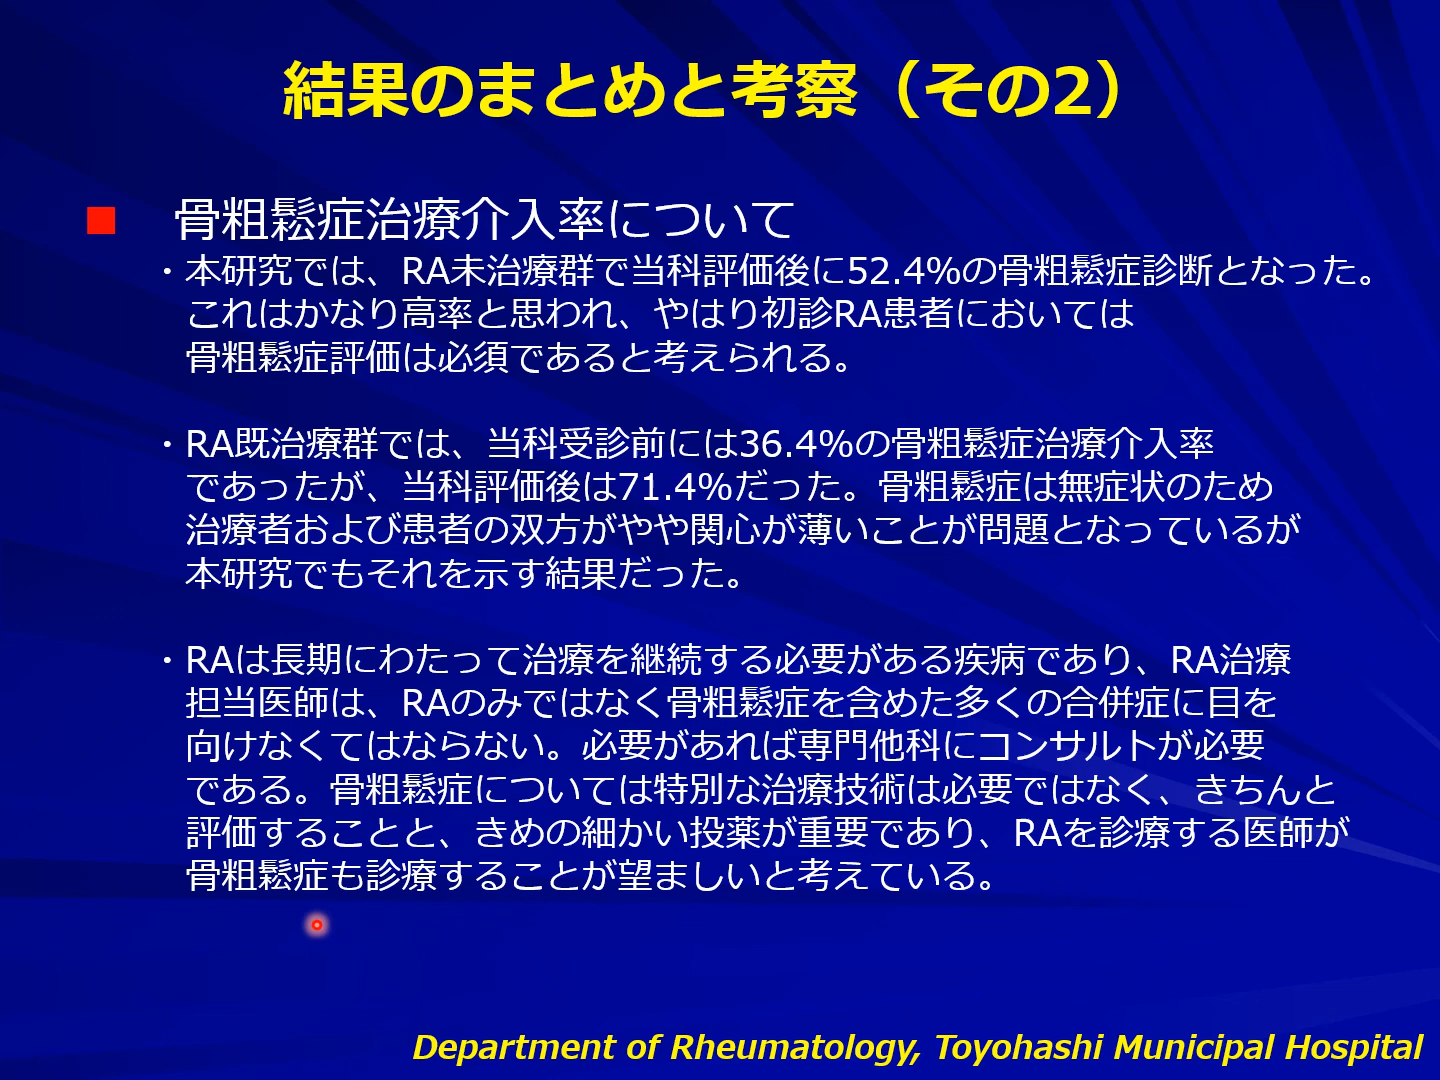 結果のまとめと考察（その2）
■ 骨粗鬆症治療介入率について
・本研究では、RA未治療群で当科評価後に52.4%の骨粗鬆症診断となった。
これはかなり高率と思われ、やはり初診RA患者においては
骨粗鬆症評価は必須であると考えられる。
・RA既治療群では、当科受診前には36.4%の骨粗鬆症治療介入率
であったが、当科評価後は71.4%だった。骨粗鬆症は無症状のため
治療者および患者の双方がやや関心が薄いことが問題となっているが
本研究でもそれを示す結果だった。
・RAは長期にわたって治療を継続する必要がある疾病であり、RA治療
担当医師は、RAのみではなく骨粗鬆症を含めた多くの合併症に目を
向けなくてはならない。必要があれば専門他科にコンサルトが必要
である。骨粗鬆症については特別な治療技術は必要ではなく、きちんと
評価することと、きめの細かい投薬が重要であり、RAを診療する医師が
骨粗鬆症も診療することが望ましいと考えている。
Department of Rheumatology, Toyohashi Municipal Hospital